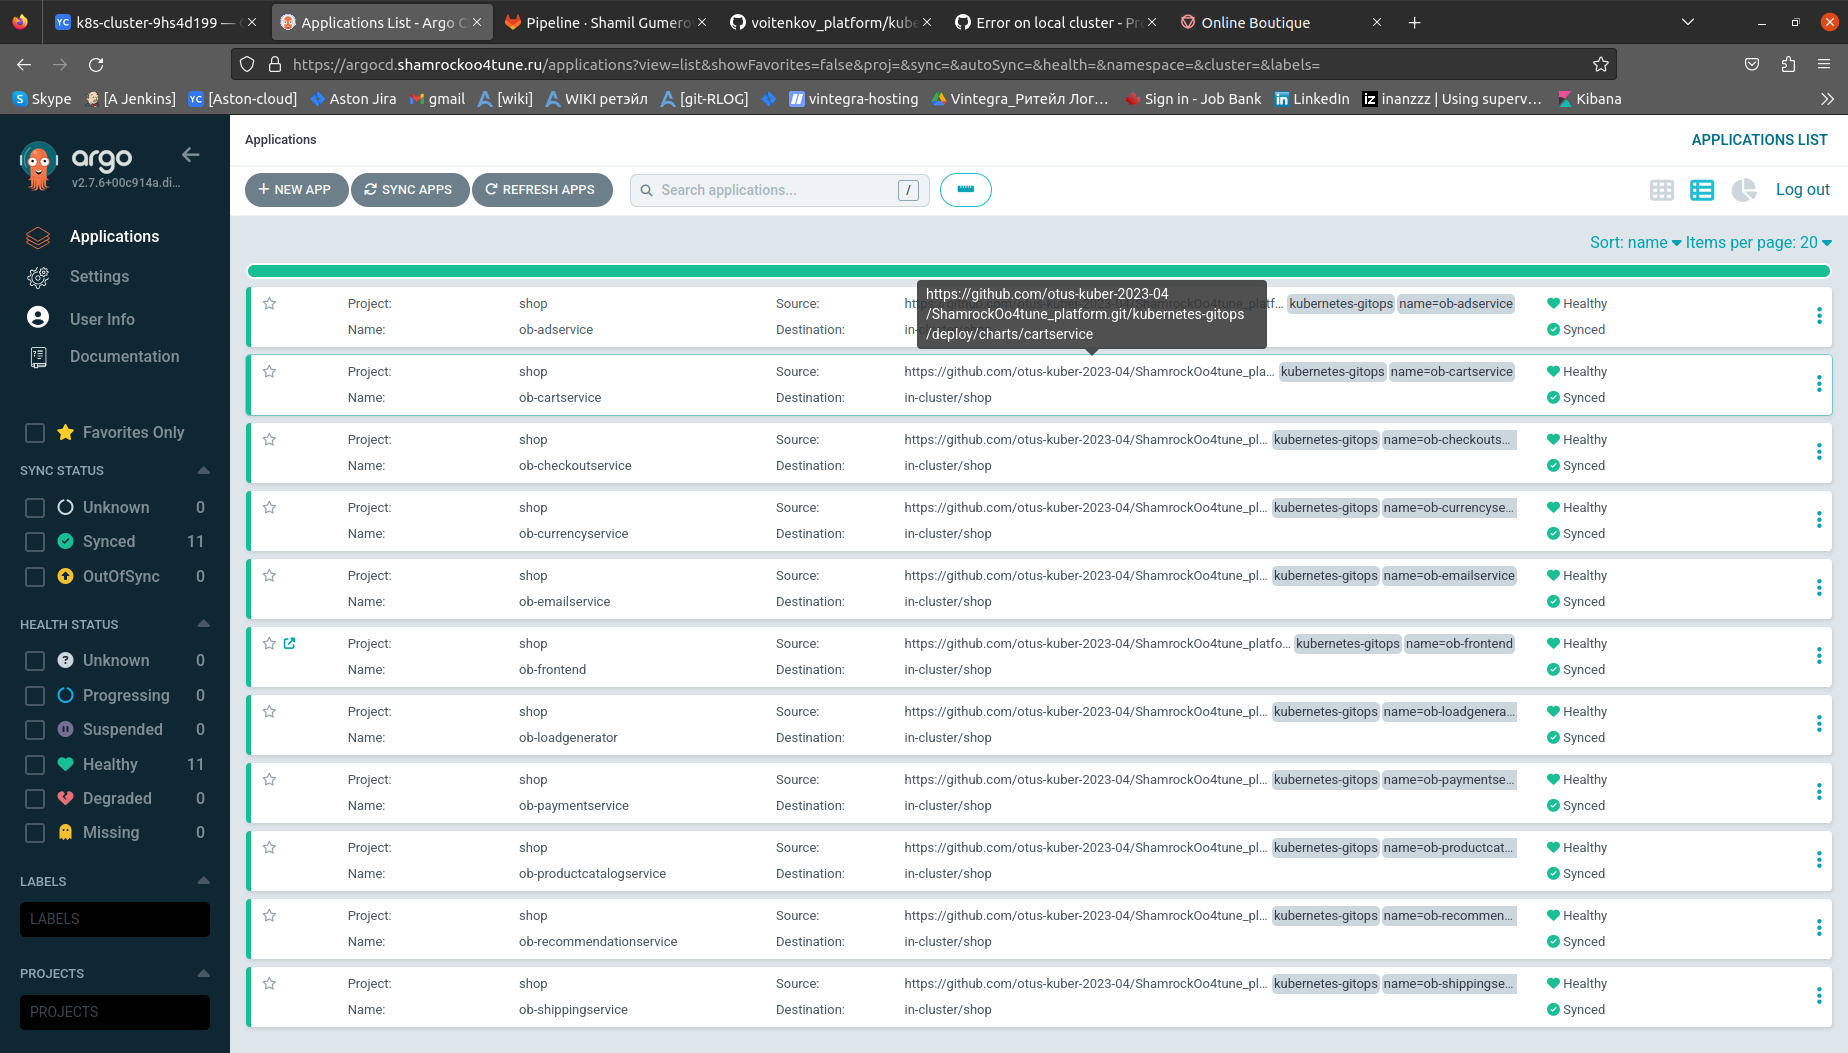 k8s-cluster-9hs4d199 —
Applications List - Argo C
Pipeline · Shamil Gumero
voitenkov_platform/kube
Error on local cluster - Pr
Online Boutique
https://argocd.shamrockoo4tune.ru/applications?view=list&showFavorites=false&proj=&sync=&autoSync=&health=&namespace=&cluster=&labels=
Skype
[A Jenkins]
YC [Aston-cloud]
Aston Jira
gmail
[wiki]
WIKI ретэйл
[git-RLOG]
vintegra-hosting
Vintegra_Ритейл Лог…
Sign in - Job Bank
LinkedIn
inanzzz | Using superv…
Kibana
argo
v2.7.6+00c914a.di…
Applications
Settings
User Info
Documentation
Favorites Only
SYNC STATUS
Unknown 0
Synced 11
OutOfSync 0
HEALTH STATUS
Unknown 0
Progressing 0
Suspended 0
Healthy 11
Degraded 0
Missing 0
LABELS
LABELS
PROJECTS
PROJECTS
Applications
APPLICATIONS LIST
+ NEW APP
SYNC APPS
REFRESH APPS
Search applications...
/
Log out
Sort: name Items per page: 20
https://github.com/otus-kuber-2023-04
/ShamrockOo4tune_platform.git/kubernetes-gitops
/deploy/charts/cartservice
Project: shop Source: kubernetes-gitops name=ob-adservice Healthy
Name: ob-adservice Destination: Synced
Project: shop Source: https://github.com/otus-kuber-2023-04/ShamrockOo4tune_pla… kubernetes-gitops name=ob-cartservice Healthy
Name: ob-cartservice Destination: in-cluster/shop Synced
Project: shop Source: https://github.com/otus-kuber-2023-04/ShamrockOo4tune_pl… kubernetes-gitops name=ob-checkouts… Healthy
Name: ob-checkoutservice Destination: in-cluster/shop Synced
Project: shop Source: https://github.com/otus-kuber-2023-04/ShamrockOo4tune_pl… kubernetes-gitops name=ob-currencyse… Healthy
Name: ob-currencyservice Destination: in-cluster/shop Synced
Project: shop Source: https://github.com/otus-kuber-2023-04/ShamrockOo4tune_pl… kubernetes-gitops name=ob-emailservice Healthy
Name: ob-emailservice Destination: in-cluster/shop Synced
Project: shop Source: https://github.com/otus-kuber-2023-04/ShamrockOo4tune_platfo… kubernetes-gitops name=ob-frontend Healthy
Name: ob-frontend Destination: in-cluster/shop Synced
Project: shop Source: https://github.com/otus-kuber-2023-04/ShamrockOo4tune_pl… kubernetes-gitops name=ob-loadgenera… Healthy
Name: ob-loadgenerator Destination: in-cluster/shop Synced
Project: shop Source: https://github.com/otus-kuber-2023-04/ShamrockOo4tune_pl… kubernetes-gitops name=ob-paymentse… Healthy
Name: ob-paymentservice Destination: in-cluster/shop Synced
Project: shop Source: https://github.com/otus-kuber-2023-04/ShamrockOo4tune_pl… kubernetes-gitops name=ob-productcat… Healthy
Name: ob-productcatalogservice Destination: in-cluster/shop Synced
Project: shop Source: https://github.com/otus-kuber-2023-04/ShamrockOo4tune_pl… kubernetes-gitops name=ob-recommen… Healthy
Name: ob-recommendationservice Destination: in-cluster/shop Synced
Project: shop Source: https://github.com/otus-kuber-2023-04/ShamrockOo4tune_pl… kubernetes-gitops name=ob-shippingse… Healthy
Name: ob-shippingservice Destination: in-cluster/shop Synced